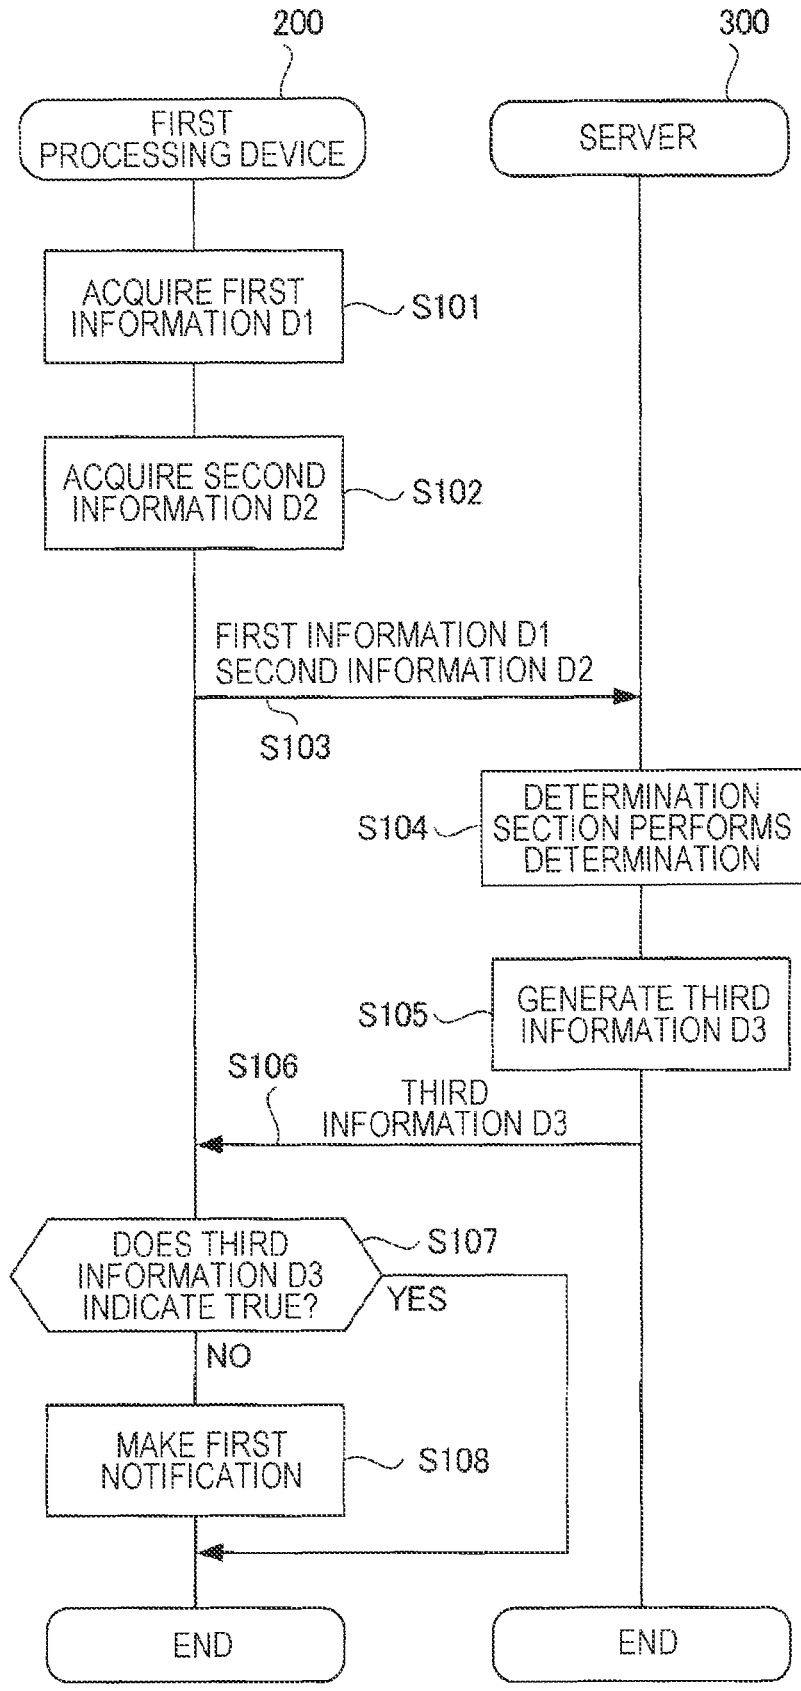 200
300
FIRST
PROCESSING DEVICE
SERVER
ACQUIRE FIRST
INFORMATION D1
S101
ACQUIRE SECOND
INFORMATION D2
S102
FIRST INFORMATION D1
SECOND INFORMATION D2
S103
DETERMINATION
SECTION PERFORMS
DETERMINATION
S104
GENERATE THIRD
INFORMATION D3
S105
S106
THIRD
INFORMATION D3
DOES THIRD
INFORMATION D3
INDICATE TRUE?
S107
YES
NO
MAKE FIRST
NOTIFICATION
S108
END
END